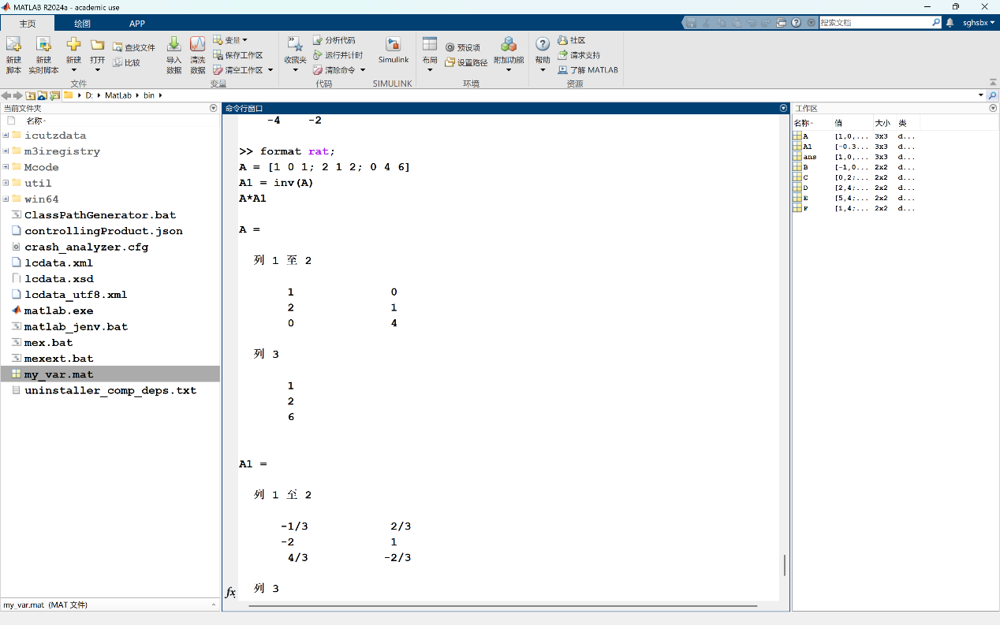 MATLAB R2024a - academic use
主页 绘图 APP
搜索文档 sghsbx
新建脚本 新建实时脚本 新建 打开 查找文件 比较
导入数据 清洗数据 变量 保存工作区 清空工作区
收藏夹 分析代码 运行并计时 清除命令
Simulink
布局 预设项 设置路径 附加功能
帮助 社区 请求支持 了解 MATLAB
文件 变量 代码 SIMULINK 环境 资源
D: MatLab bin
当前文件夹
名称
icutzdata
m3iregistry
Mcode
util
win64
ClassPathGenerator.bat
controllingProduct.json
crash_analyzer.cfg
lcdata.xml
lcdata.xsd
lcdata_utf8.xml
matlab.exe
matlab_jenv.bat
mex.bat
mexext.bat
my_var.mat
uninstaller_comp_deps.txt
my_var.mat (MAT 文件)
命令行窗口
-4 -2
>> format rat;
A = [1 0 1; 2 1 2; 0 4 6]
A1 = inv(A)
A*A1
A =
列 1 至 2
1 0
2 1
0 4
列 3
1
2
6
A1 =
列 1 至 2
-1/3 2/3
-2 1
4/3 -2/3
fx 列 3
工作区
名称 值 大小 类
A [1,0,... 3x3 d...
A1 [-0.3... 3x3 d...
ans [1,0,... 3x3 d...
B [-1,0... 2x2 d...
C [0,2;... 2x2 d...
D [2,4;... 2x2 d...
E [5,4;... 2x2 d...
F [1,4;... 2x2 d...